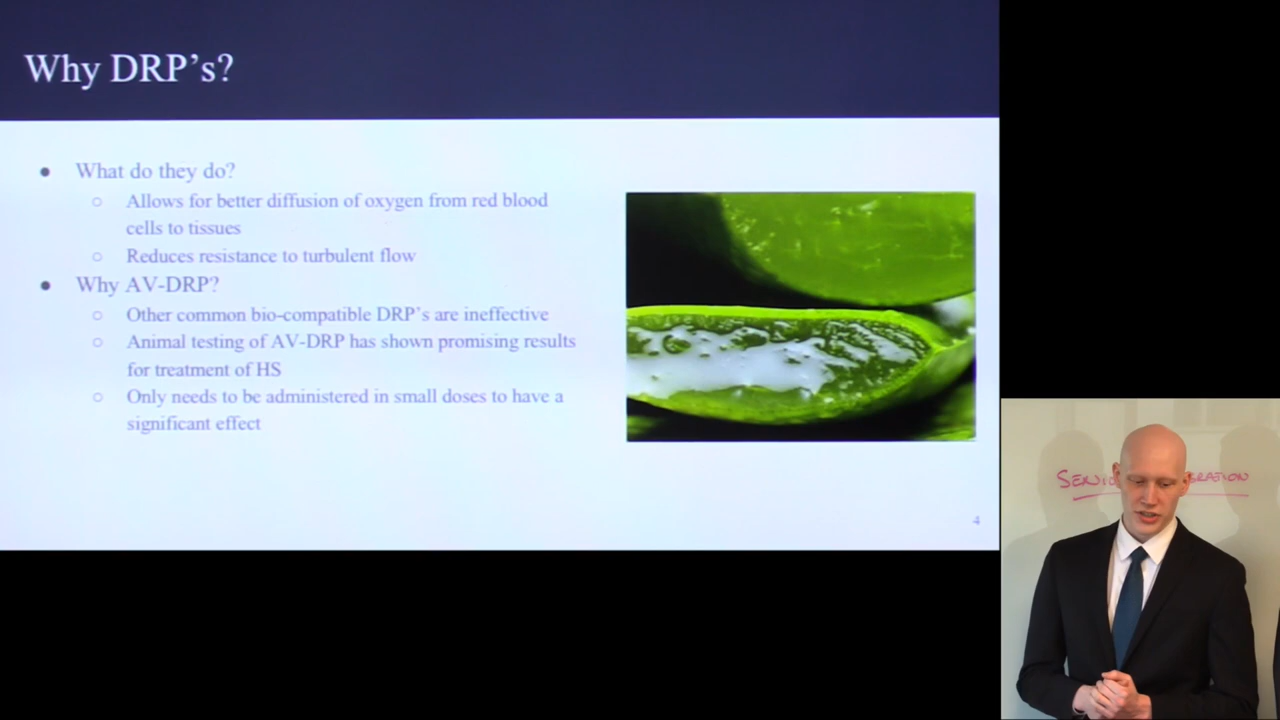 Why DRP's?
● What do they do?
○ Allows for better diffusion of oxygen from red blood
cells to tissues
○ Reduces resistance to turbulent flow
● Why AV-DRP?
○ Other common bio-compatible DRP's are ineffective
○ Animal testing of AV-DRP has shown promising results
for treatment of HS
○ Only needs to be administered in small doses to have a
significant effect
4